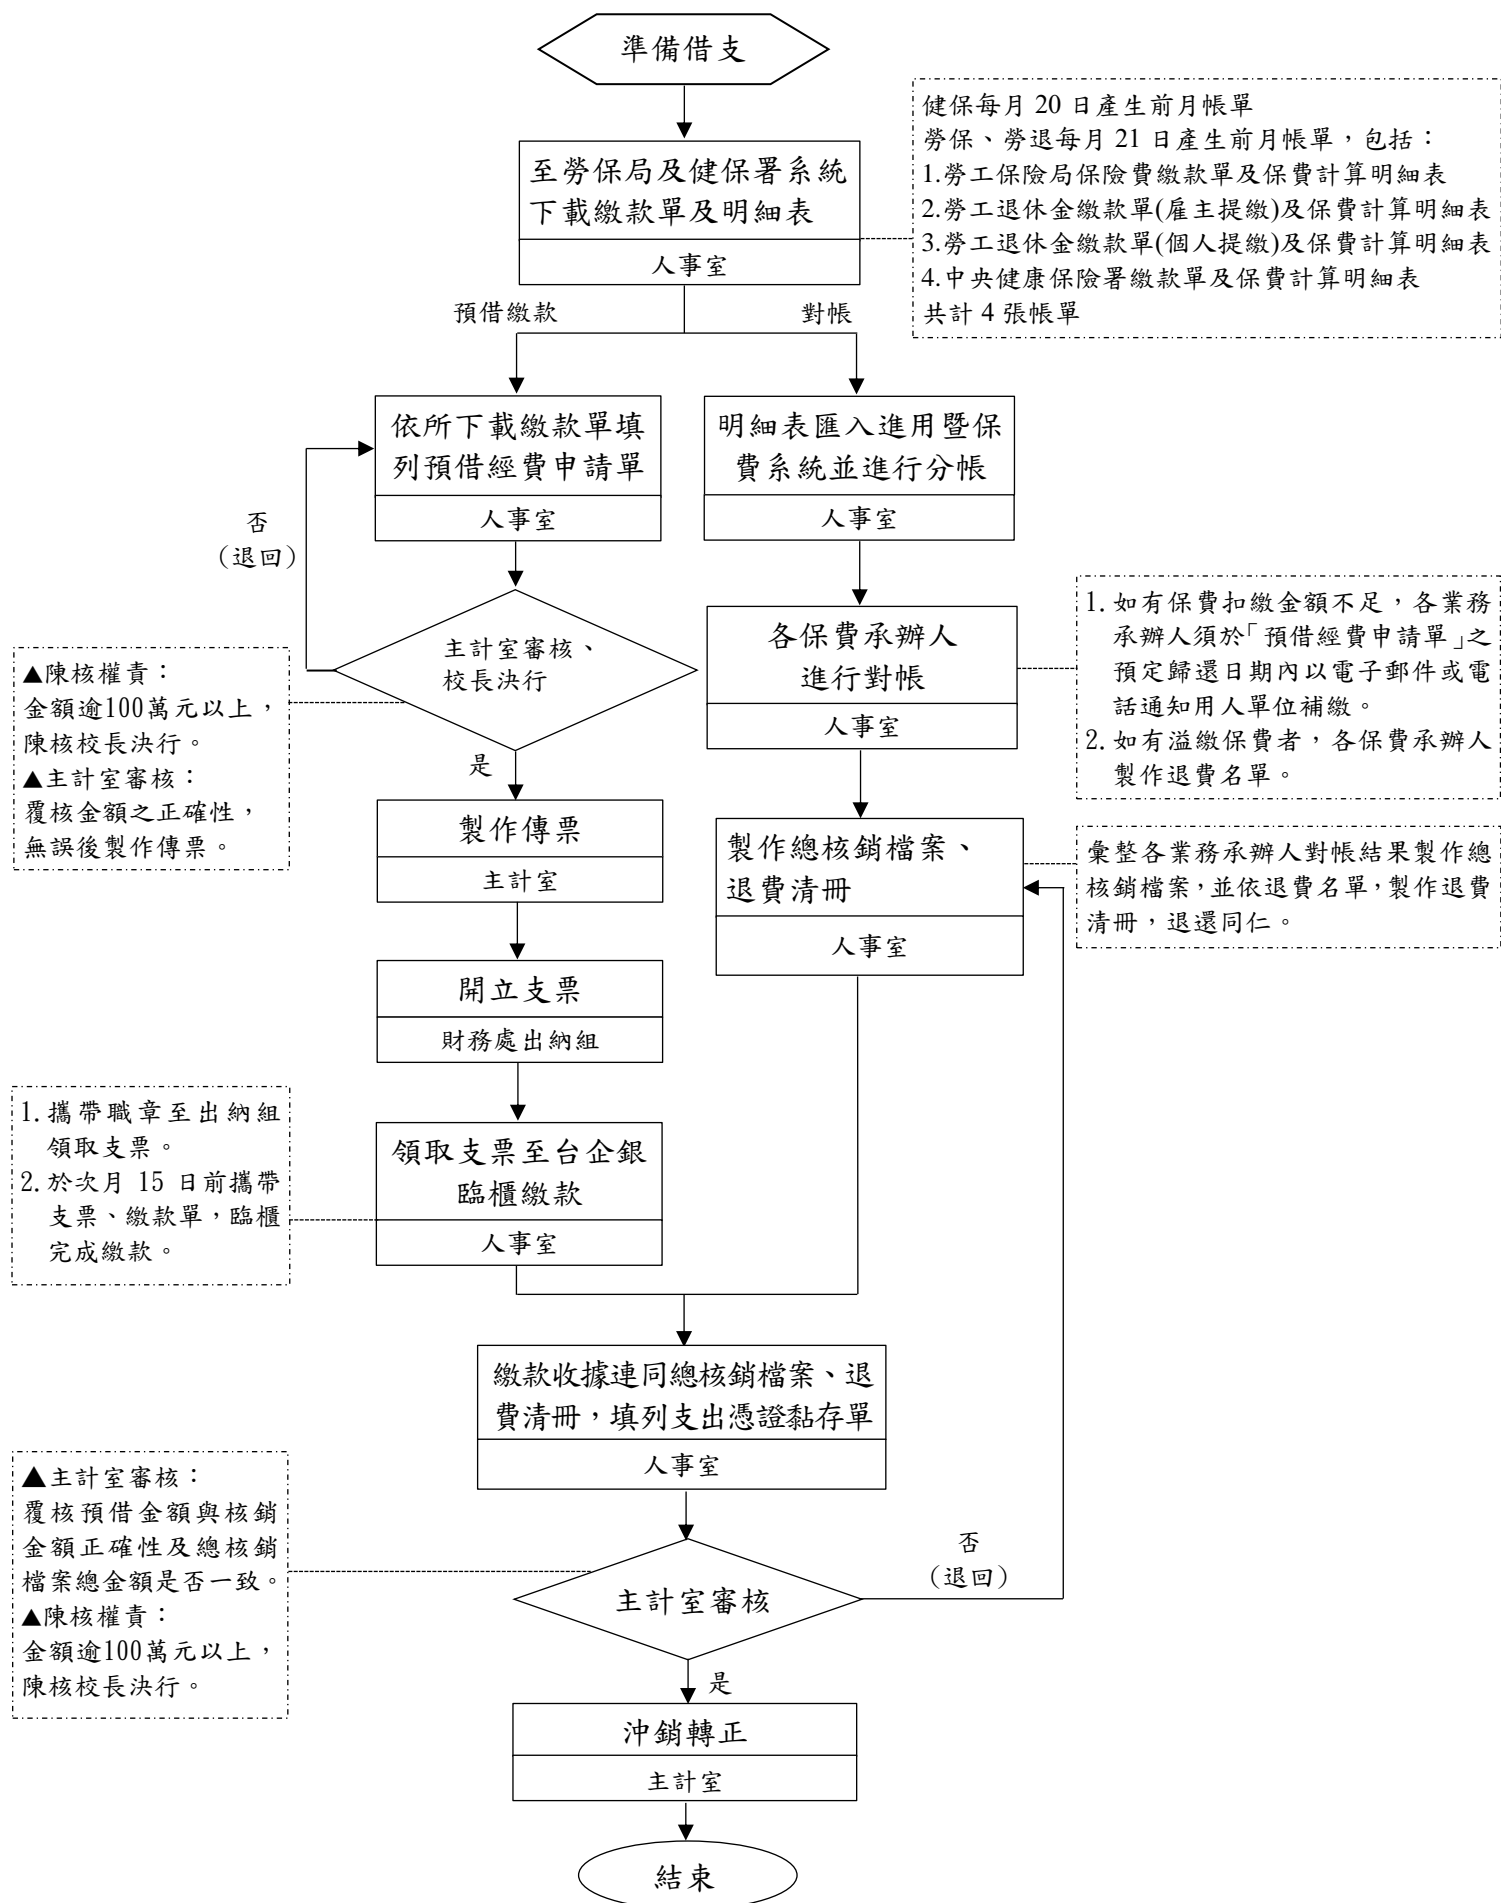 準備借支
健保每月 20 日產生前月帳單
勞保、勞退每月 21 日產生前月帳單，包括：
1.勞工保險局保險費繳款單及保費計算明細表
2.勞工退休金繳款單(雇主提繳)及保費計算明細表
3.勞工退休金繳款單(個人提繳)及保費計算明細表
4.中央健康保險署繳款單及保費計算明細表
共計 4 張帳單
至勞保局及健保署系統
下載繳款單及明細表
人事室
預借繳款
對帳
依所下載繳款單填
列預借經費申請單
人事室
明細表匯入進用暨保
費系統並進行分帳
人事室
否
（退回）
主計室審核、
校長決行
▲陳核權責：
金額逾100萬元以上，
陳核校長決行。
▲主計室審核：
覆核金額之正確性，
無誤後製作傳票。
各保費承辦人
進行對帳
人事室
1. 如有保費扣繳金額不足，各業務
承辦人須於「預借經費申請單」之
預定歸還日期內以電子郵件或電
話通知用人單位補繳。
2. 如有溢繳保費者，各保費承辦人
製作退費名單。
是
製作傳票
主計室
製作總核銷檔案、
退費清冊
人事室
彙整各業務承辦人對帳結果製作總
核銷檔案，並依退費名單，製作退費
清冊，退還同仁。
開立支票
財務處出納組
1. 攜帶職章至出納組
領取支票。
2. 於次月 15 日前攜帶
支票、繳款單，臨櫃
完成繳款。
領取支票至台企銀
臨櫃繳款
人事室
繳款收據連同總核銷檔案、退
費清冊，填列支出憑證黏存單
人事室
▲主計室審核：
覆核預借金額與核銷
金額正確性及總核銷
檔案總金額是否一致。
▲陳核權責：
金額逾100萬元以上，
陳核校長決行。
主計室審核
否
（退回）
是
沖銷轉正
主計室
結束